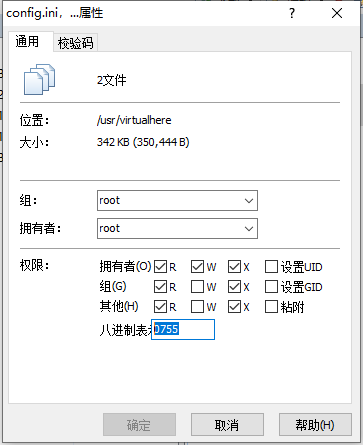 config.ini, ...属性
通用 校验码
2文件
位置: /usr/virtualhere
大小: 342 KB (350,444 B)
组: root
拥有者: root
权限: 拥有者(O) R W X 设置UID
组(G) R W X 设置GID
其他(H) R W X 粘附
八进制表 0755
确定 取消 帮助(H)